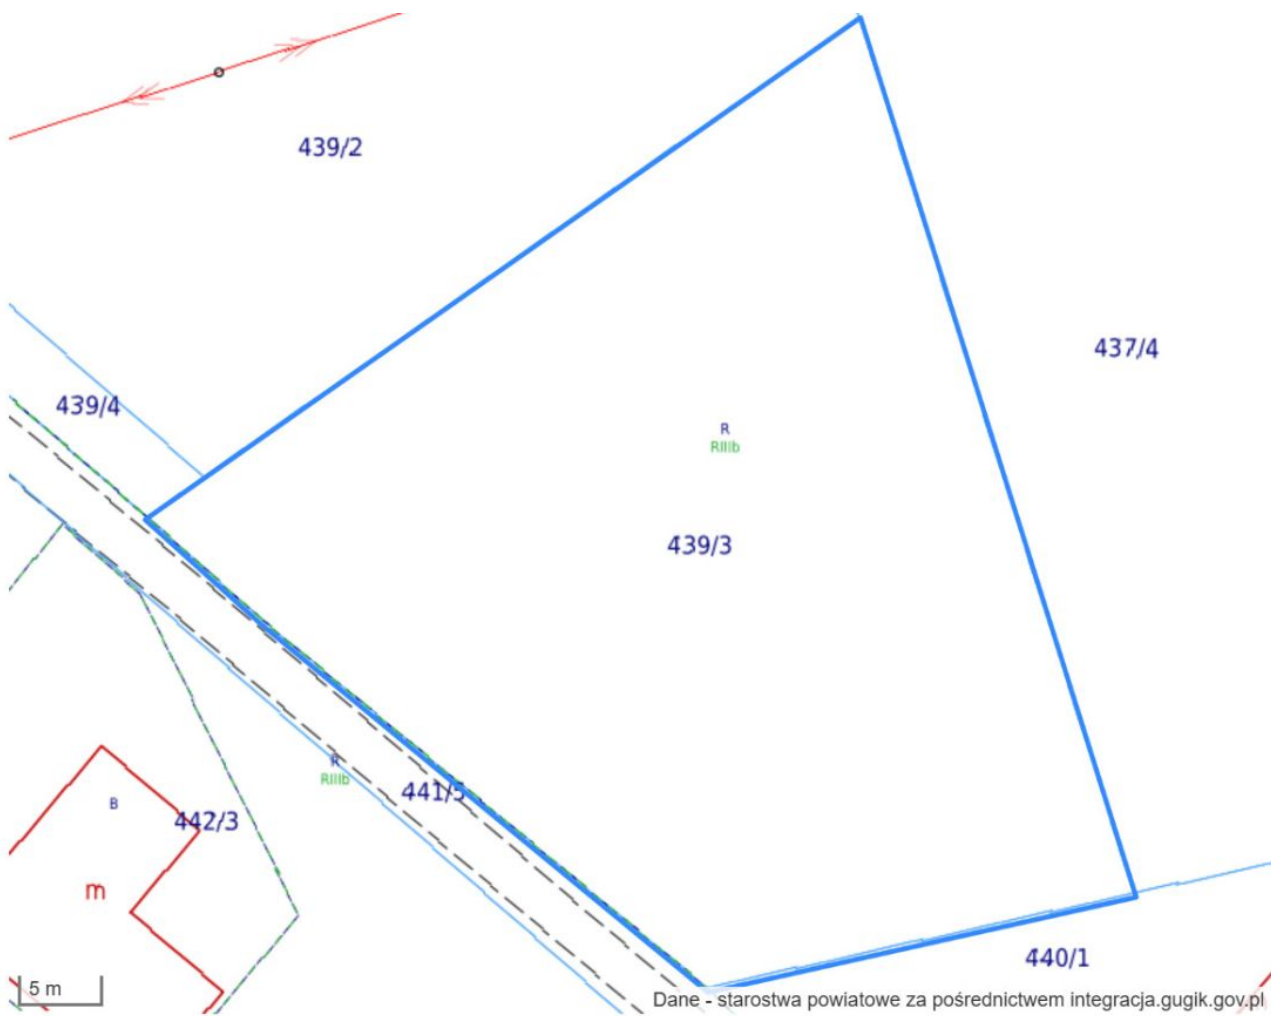 439/2
437/4
439/4
R
RIIIb
439/3
R
RIIIb
441/5
B
442/3
m
440/1
5 m
Dane - starostwa powiatowe za pośrednictwem integracja.gugik.gov.pl